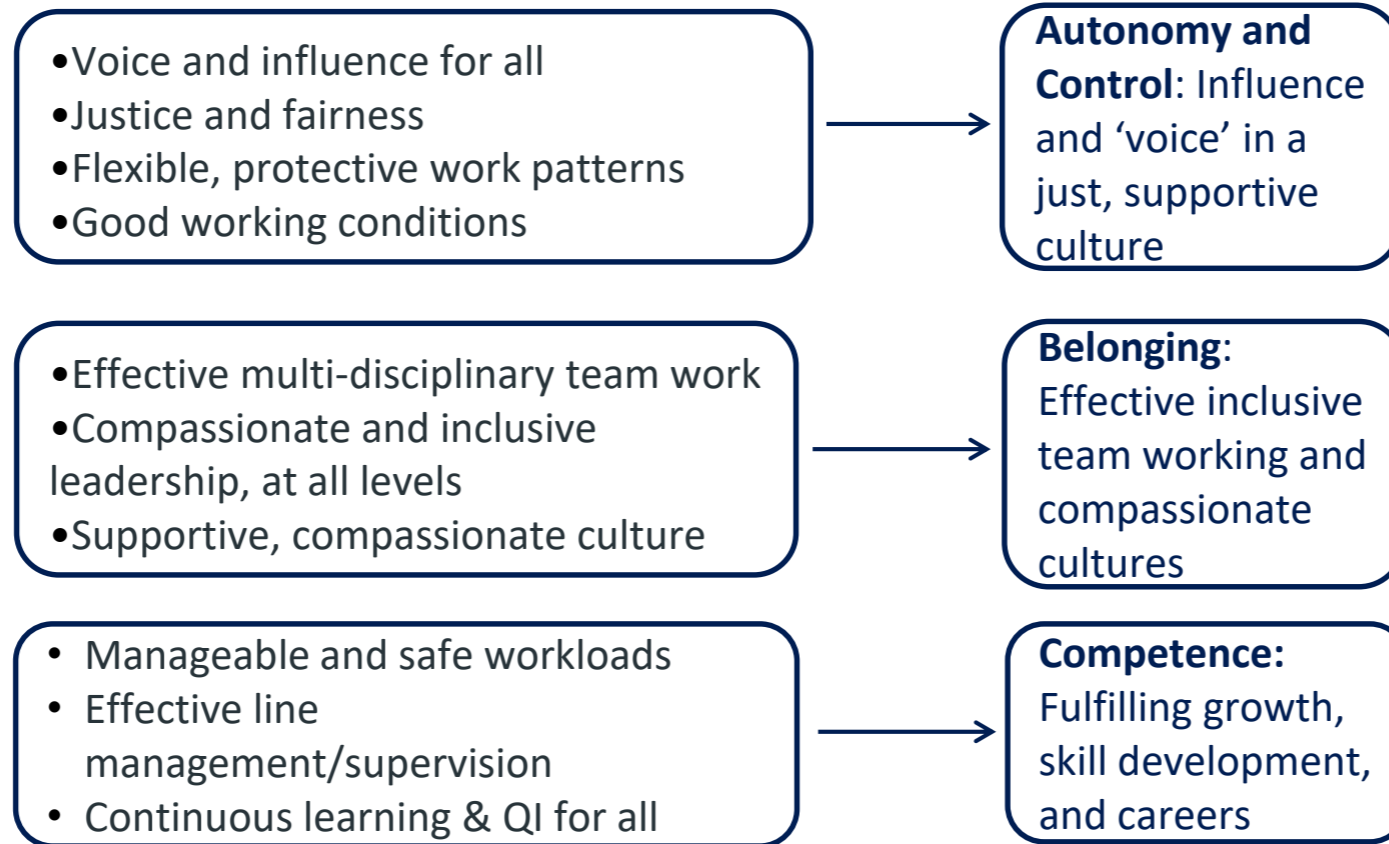 •Voice and influence for all
•Justice and fairness
•Flexible, protective work patterns
•Good working conditions
Autonomy and
Control: Influence
and ‘voice’ in a
just, supportive
culture
•Effective multi-disciplinary team work
•Compassionate and inclusive
leadership, at all levels
•Supportive, compassionate culture
Belonging:
Effective inclusive
team working and
compassionate
cultures
• Manageable and safe workloads
• Effective line
management/supervision
• Continuous learning & QI for all
Competence:
Fulfilling growth,
skill development,
and careers